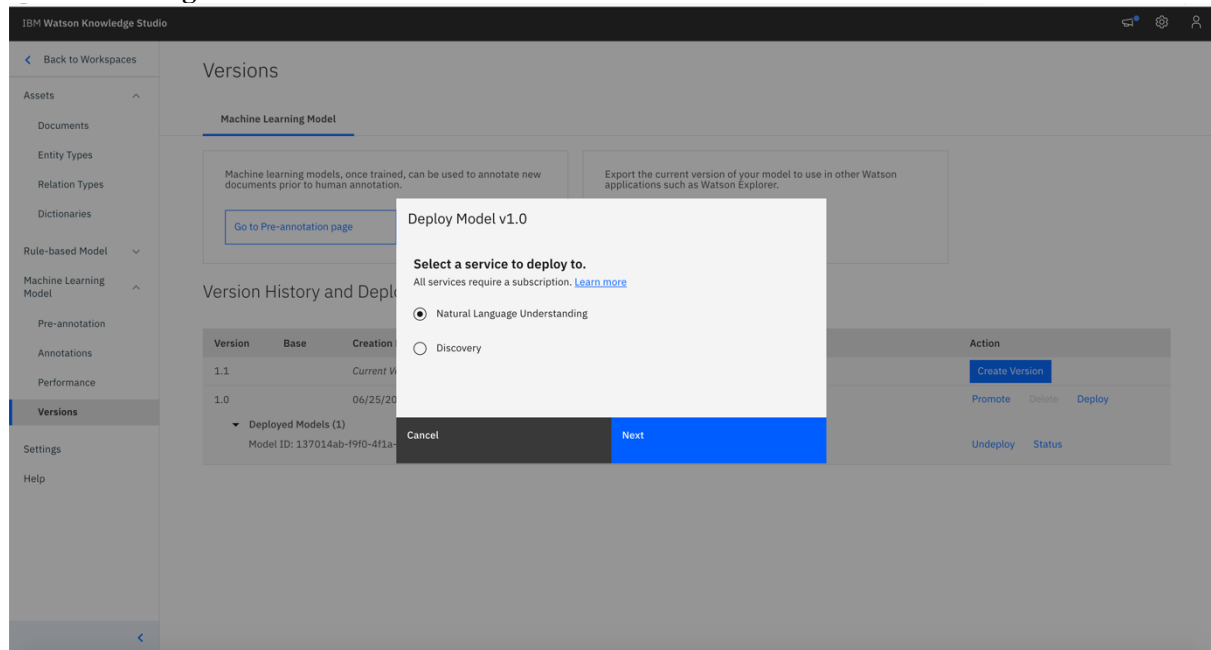 IBM Watson Knowledge Studio
Back to Workspaces
Assets
Documents
Entity Types
Relation Types
Dictionaries
Rule-based Model
Machine Learning
Model
Pre-annotation
Annotations
Performance
Versions
Settings
Help
Versions
Machine Learning Model
Machine learning models, once trained, can be used to annotate new
documents prior to human annotation.
Go to Pre-annotation page
Export the current version of your model to use in other Watson
applications such as Watson Explorer.
Version History and
Version Base Creation Action
1.1 Current Create Version
1.0 06/25/20 Promote Delete Deploy
Deployed Models (1)
Model ID: 137014ab-f9f0-4f1a- Undeploy Status
Deploy Model v1.0
Select a service to deploy to.
All services require a subscription. Learn more
Natural Language Understanding
Discovery
Cancel Next